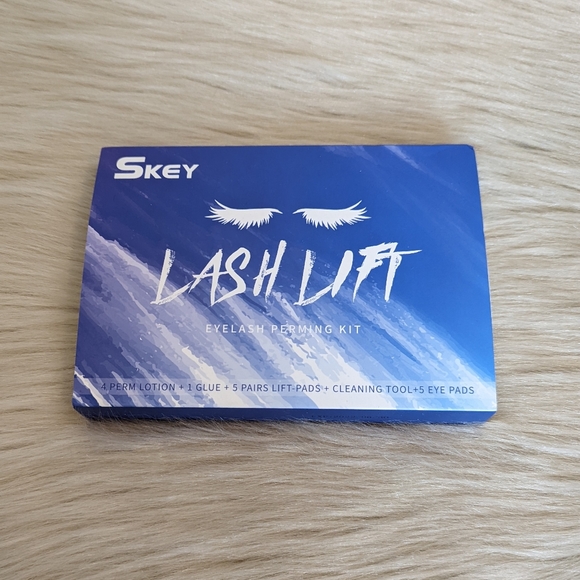 SKEY
LASH LIFT
EYELASH PERMING KIT
4 PERM LOTION + 1 GLUE + 5 PAIRS LIFT-PADS + CLEANING TOOL+5 EYE PADS